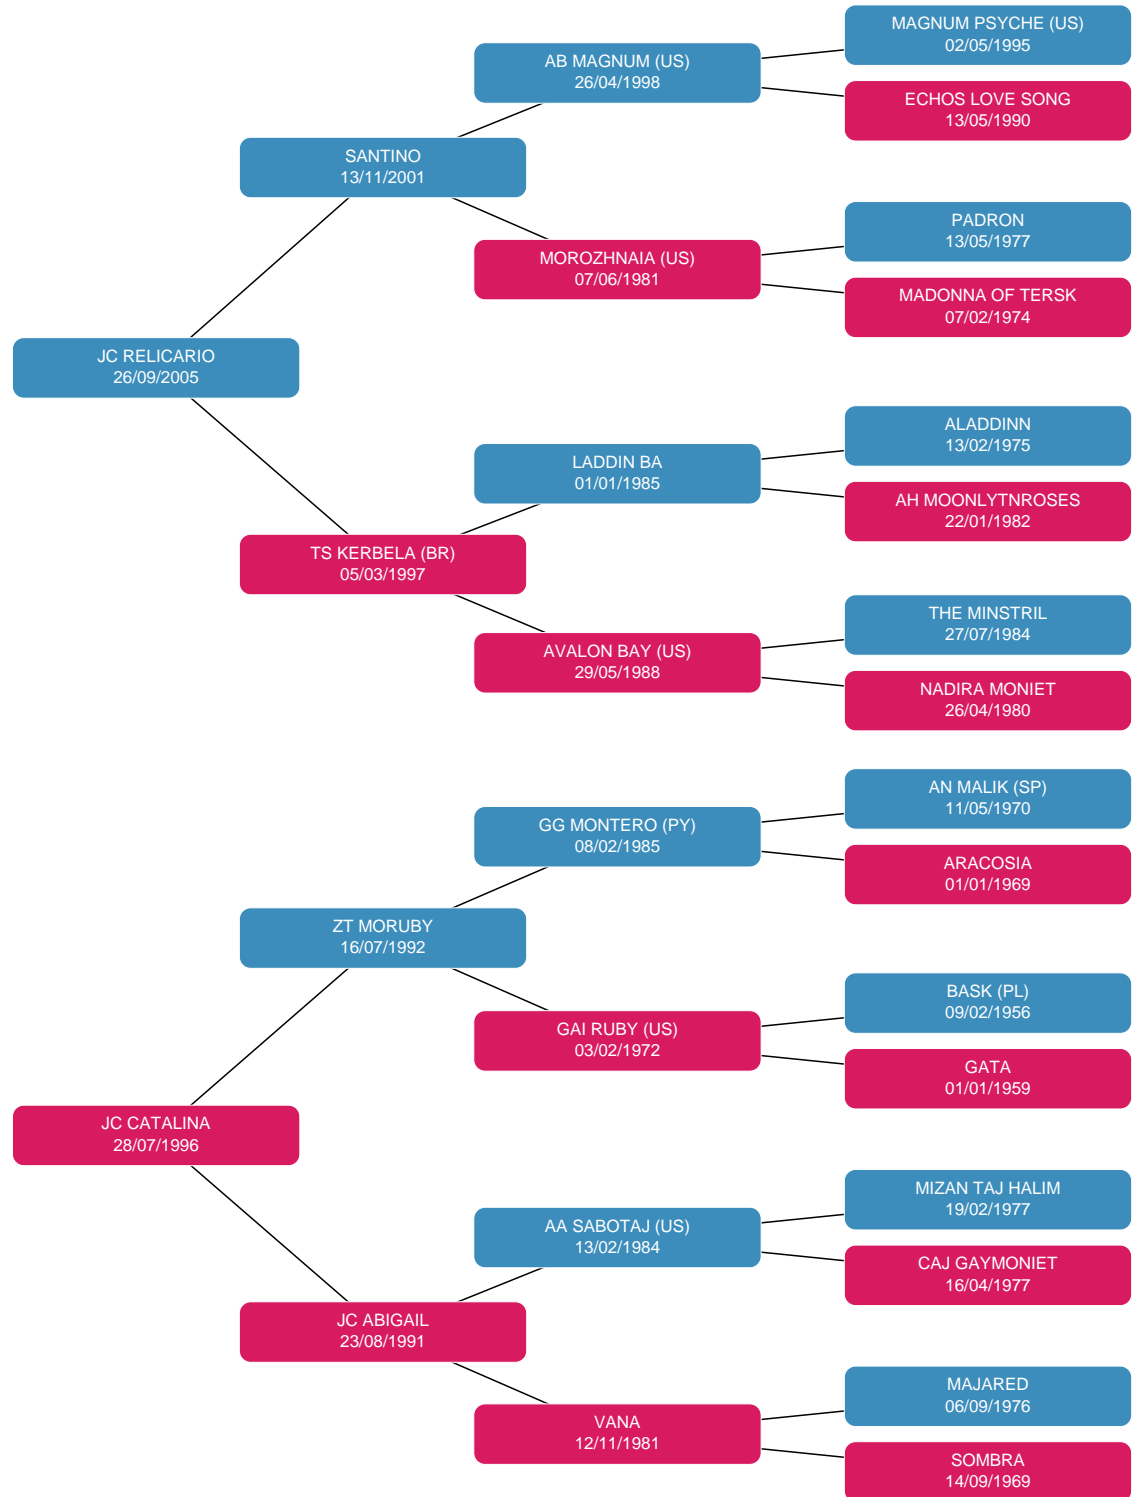 MAGNUM PSYCHE (US)
02/05/1995
AB MAGNUM (US)
26/04/1998
ECHOS LOVE SONG
13/05/1990
SANTINO
13/11/2001
PADRON
13/05/1977
MOROZHNAIA (US)
07/06/1981
MADONNA OF TERSK
07/02/1974
JC RELICARIO
26/09/2005
ALADDINN
13/02/1975
LADDIN BA
01/01/1985
AH MOONLYTNROSES
22/01/1982
TS KERBELA (BR)
05/03/1997
THE MINSTRIL
27/07/1984
AVALON BAY (US)
29/05/1988
NADIRA MONIET
26/04/1980
AN MALIK (SP)
11/05/1970
GG MONTERO (PY)
08/02/1985
ARACOSIA
01/01/1969
ZT MORUBY
16/07/1992
BASK (PL)
09/02/1956
GAI RUBY (US)
03/02/1972
GATA
01/01/1959
JC CATALINA
28/07/1996
MIZAN TAJ HALIM
19/02/1977
AA SABOTAJ (US)
13/02/1984
CAJ GAYMONIET
16/04/1977
JC ABIGAIL
23/08/1991
MAJARED
06/09/1976
VANA
12/11/1981
SOMBRA
14/09/1969